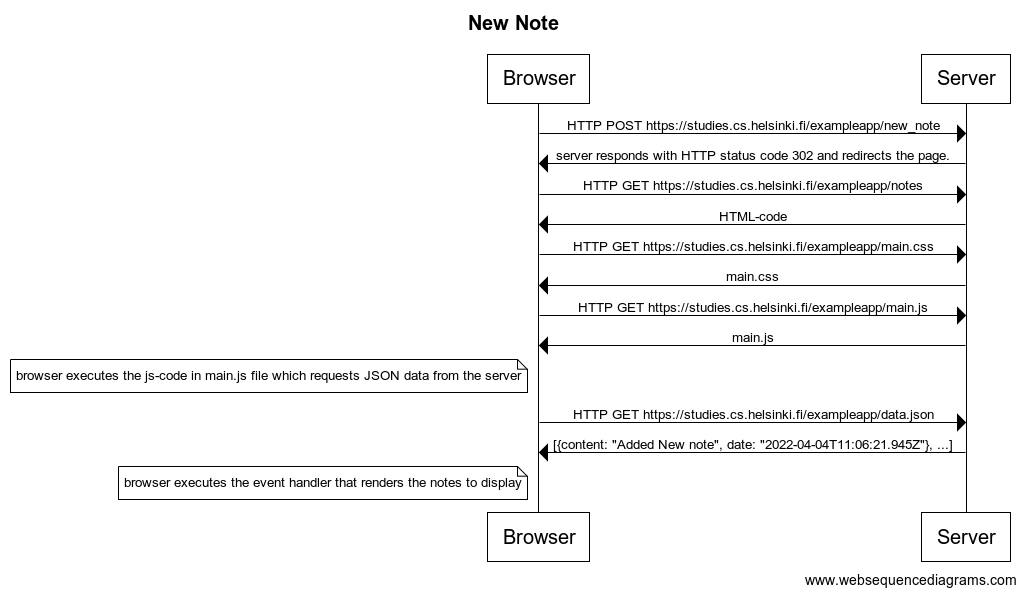 New Note
Browser
Server
HTTP POST https://studies.cs.helsinki.fi/exampleapp/new_note
server responds with HTTP status code 302 and redirects the page.
HTTP GET https://studies.cs.helsinki.fi/exampleapp/notes
HTML-code
HTTP GET https://studies.cs.helsinki.fi/exampleapp/main.css
main.css
HTTP GET https://studies.cs.helsinki.fi/exampleapp/main.js
main.js
browser executes the js-code in main.js file which requests JSON data from the server
HTTP GET https://studies.cs.helsinki.fi/exampleapp/data.json
[{content: "Added New note", date: "2022-04-04T11:06:21.945Z"}, ...]
browser executes the event handler that renders the notes to display
Browser
Server
www.websequencediagrams.com